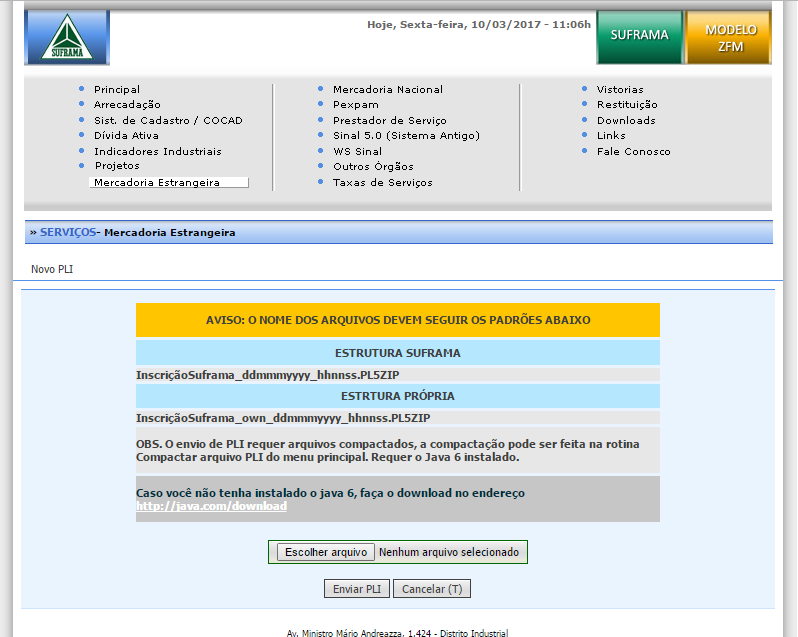 SUFRAMA
Hoje, Sexta-feira, 10/03/2017 - 11:06h
SUFRAMA
MODELO
ZFM
Principal
Arrecadação
Sist. de Cadastro / COCAD
Dívida Ativa
Indicadores Industriais
Projetos
Mercadoria Estrangeira
Mercadoria Nacional
Pexpam
Prestador de Serviço
Sinal 5.0 (Sistema Antigo)
WS Sinal
Outros Órgãos
Taxas de Serviços
Vistorias
Restituição
Downloads
Links
Fale Conosco
» SERVIÇOS- Mercadoria Estrangeira
Novo PLI
AVISO: O NOME DOS ARQUIVOS DEVEM SEGUIR OS PADRÕES ABAIXO
ESTRUTURA SUFRAMA
InscriçãoSuframa_ddmmmyyyy_hhnnss.PL5ZIP
ESTRTURA PRÓPRIA
InscriçãoSuframa_own_ddmmmyyyy_hhnnss.PL5ZIP
OBS. O envio de PLI requer arquivos compactados, a compactação pode ser feita na rotina
Compactar arquivo PLI do menu principal. Requer o Java 6 instalado.
Caso você não tenha instalado o java 6, faça o download no endereço
http://java.com/download
Escolher arquivo Nenhum arquivo selecionado
Enviar PLI Cancelar (T)
Av. Ministro Mário Andreazza, 1.424 - Distrito Industrial